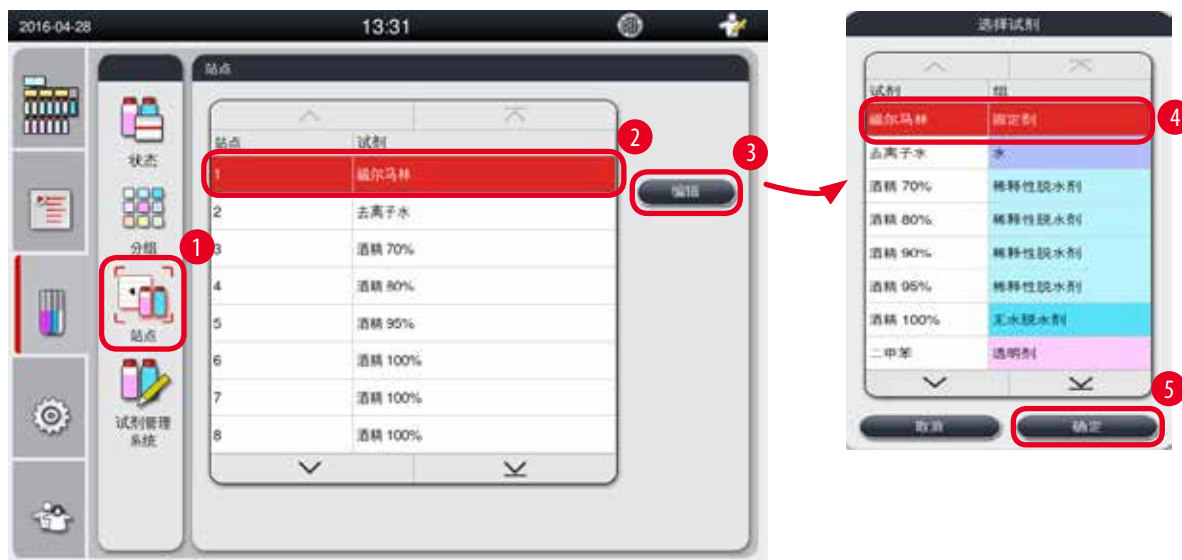 2016-04-28
13:31
站点
站点 试剂
1 福尔马林
2 去离子水
3 酒精 70%
4 酒精 80%
5 酒精 95%
6 酒精 100%
7 酒精 100%
8 酒精 100%
状态
分组
站点
试剂管理
系统
编辑
1
2
3
选择试剂
试剂 组
福尔马林 固定剂
去离子水 水
酒精 70% 稀释性脱水剂
酒精 80% 稀释性脱水剂
酒精 90% 稀释性脱水剂
酒精 95% 稀释性脱水剂
酒精 100% 无水脱水剂
二甲苯 透明剂
取消 确定
4
5